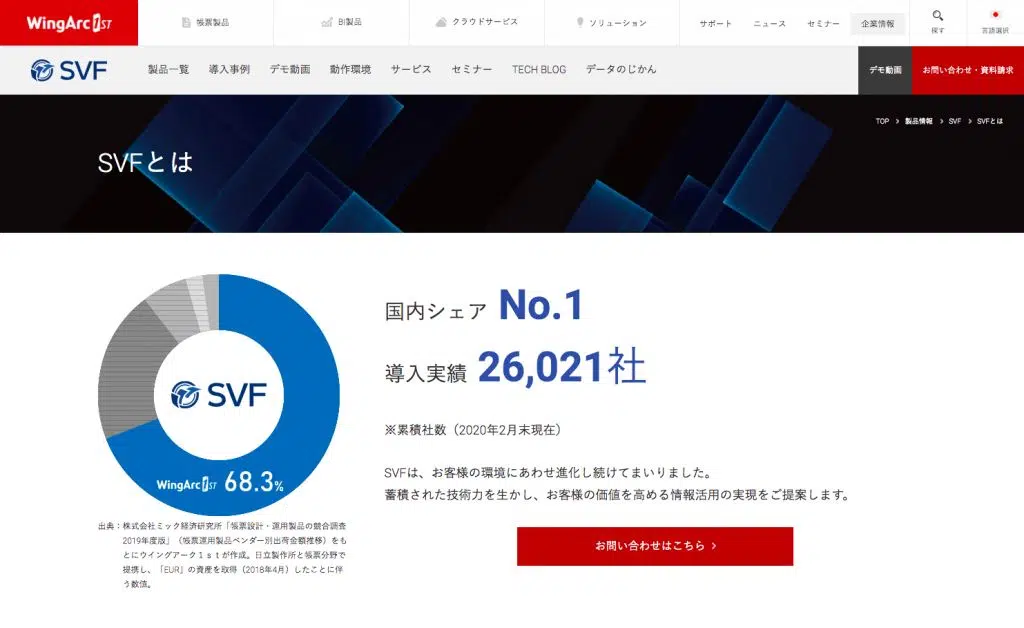 WingArc1ST
帳票製品
BI製品
クラウドサービス
ソリューション
サポート
ニュース
セミナー
企業情報
探す
言語選択
SVF
製品一覧
導入事例
デモ動画
動作環境
サービス
セミナー
TECH BLOG
データのじかん
デモ動画
お問い合わせ・資料請求
TOP > 製品情報 > SVF > SVFとは
SVFとは
国内シェア No.1
導入実績 26,021社
※累積社数（2020年2月末現在）
SVFは、お客様の環境にあわせ進化し続けてまいりました。
蓄積された技術力を生かし、お客様の価値を高める情報活用の実現をご提案します。
お問い合わせはこちら >
SVF
WingArc1ST 68.3%
出典：株式会社ミック経済研究所「帳票設計・運用製品の競合調査
2019年度版」（帳票運用製品ベンダー別出荷金額推移）をも
とにウイングアーク１ｓｔが作成。日立製作所と帳票分野で
提携し、「EUR」の資産を取得（2018年4月）したことに伴
う数値。